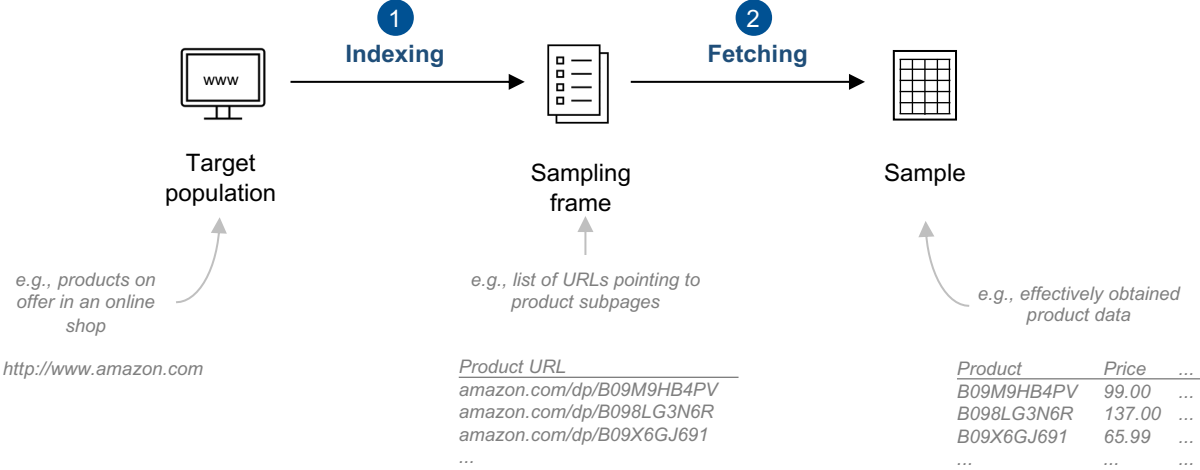 1
Indexing
2
Fetching
www
Target
population
Sampling
frame
Sample
e.g., products on
offer in an online
shop
e.g., list of URLs pointing to
product subpages
e.g., effectively obtained
product data
http://www.amazon.com
Product URL
amazon.com/dp/B09M9HB4PV
amazon.com/dp/B098LG3N6R
amazon.com/dp/B09X6GJ691
...
Product Price ...
B09M9HB4PV 99.00 ...
B098LG3N6R 137.00 ...
B09X6GJ691 65.99 ...
... ... ...